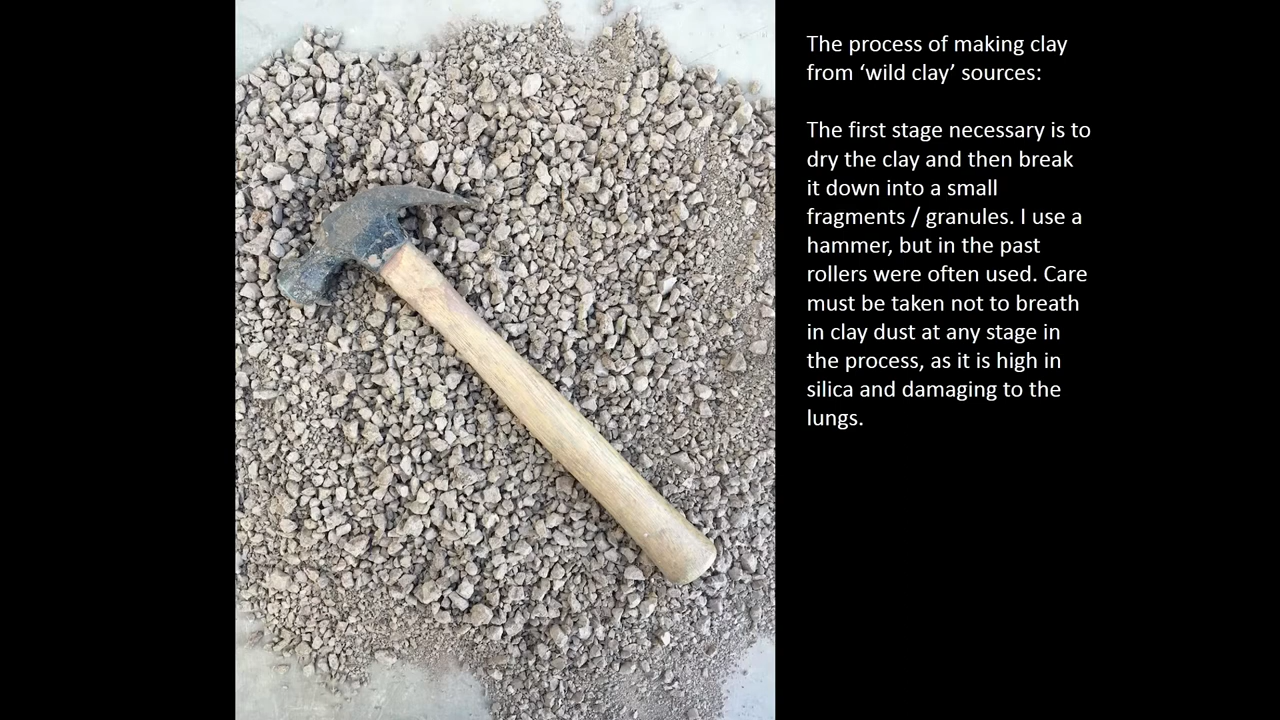 The process of making clay
from ‘wild clay’ sources:
The first stage necessary is to
dry the clay and then break
it down into a small
fragments / granules. I use a
hammer, but in the past
rollers were often used. Care
must be taken not to breath
in clay dust at any stage in
the process, as it is high in
silica and damaging to the
lungs.